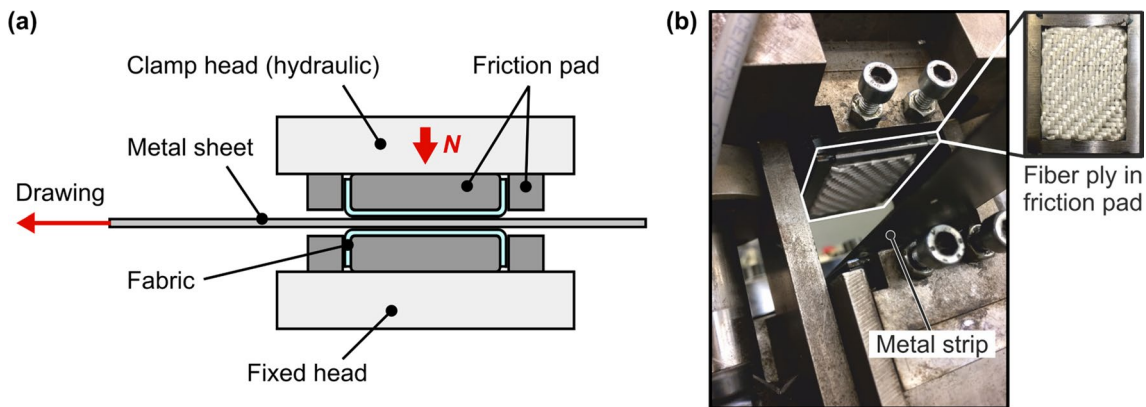 (a)
Clamp head (hydraulic)
Friction pad
N
Metal sheet
Drawing
Fabric
Fixed head
(b)
Fiber ply in
friction pad
Metal strip